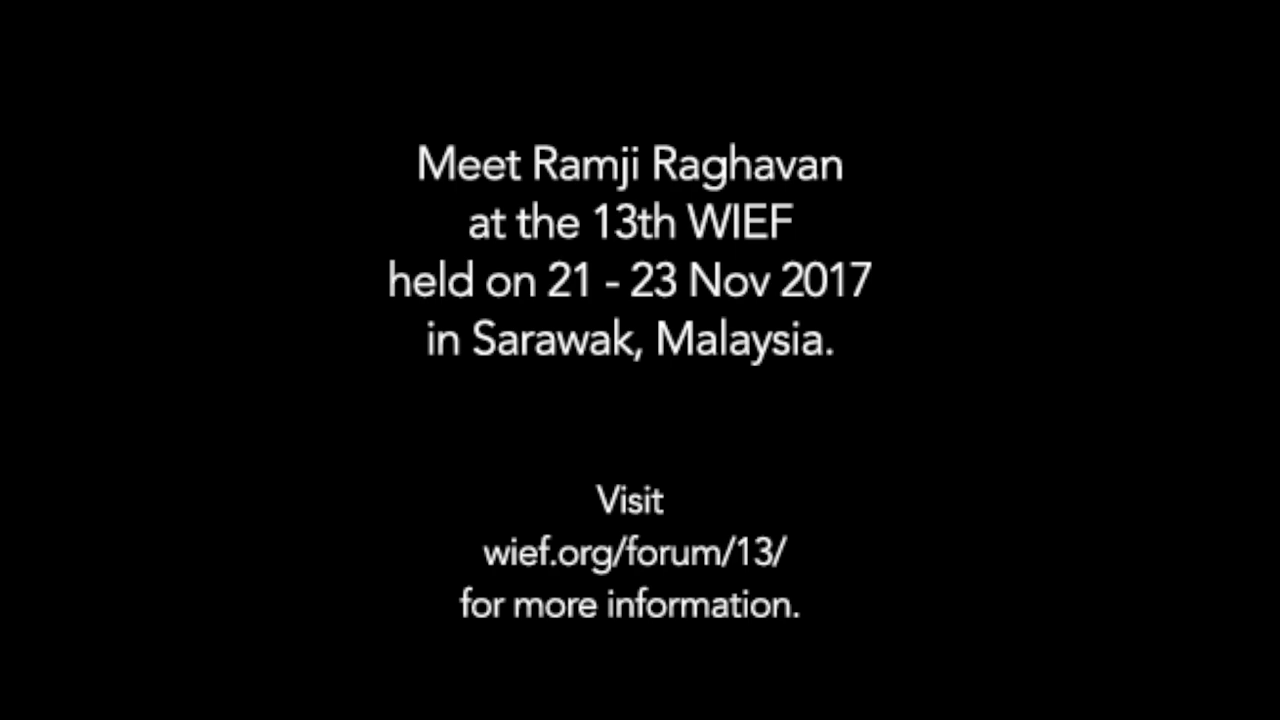 Meet Ramji Raghavan
at the 13th WIEF
held on 21 - 23 Nov 2017
in Sarawak, Malaysia.
Visit
wief.org/forum/13/
for more information.